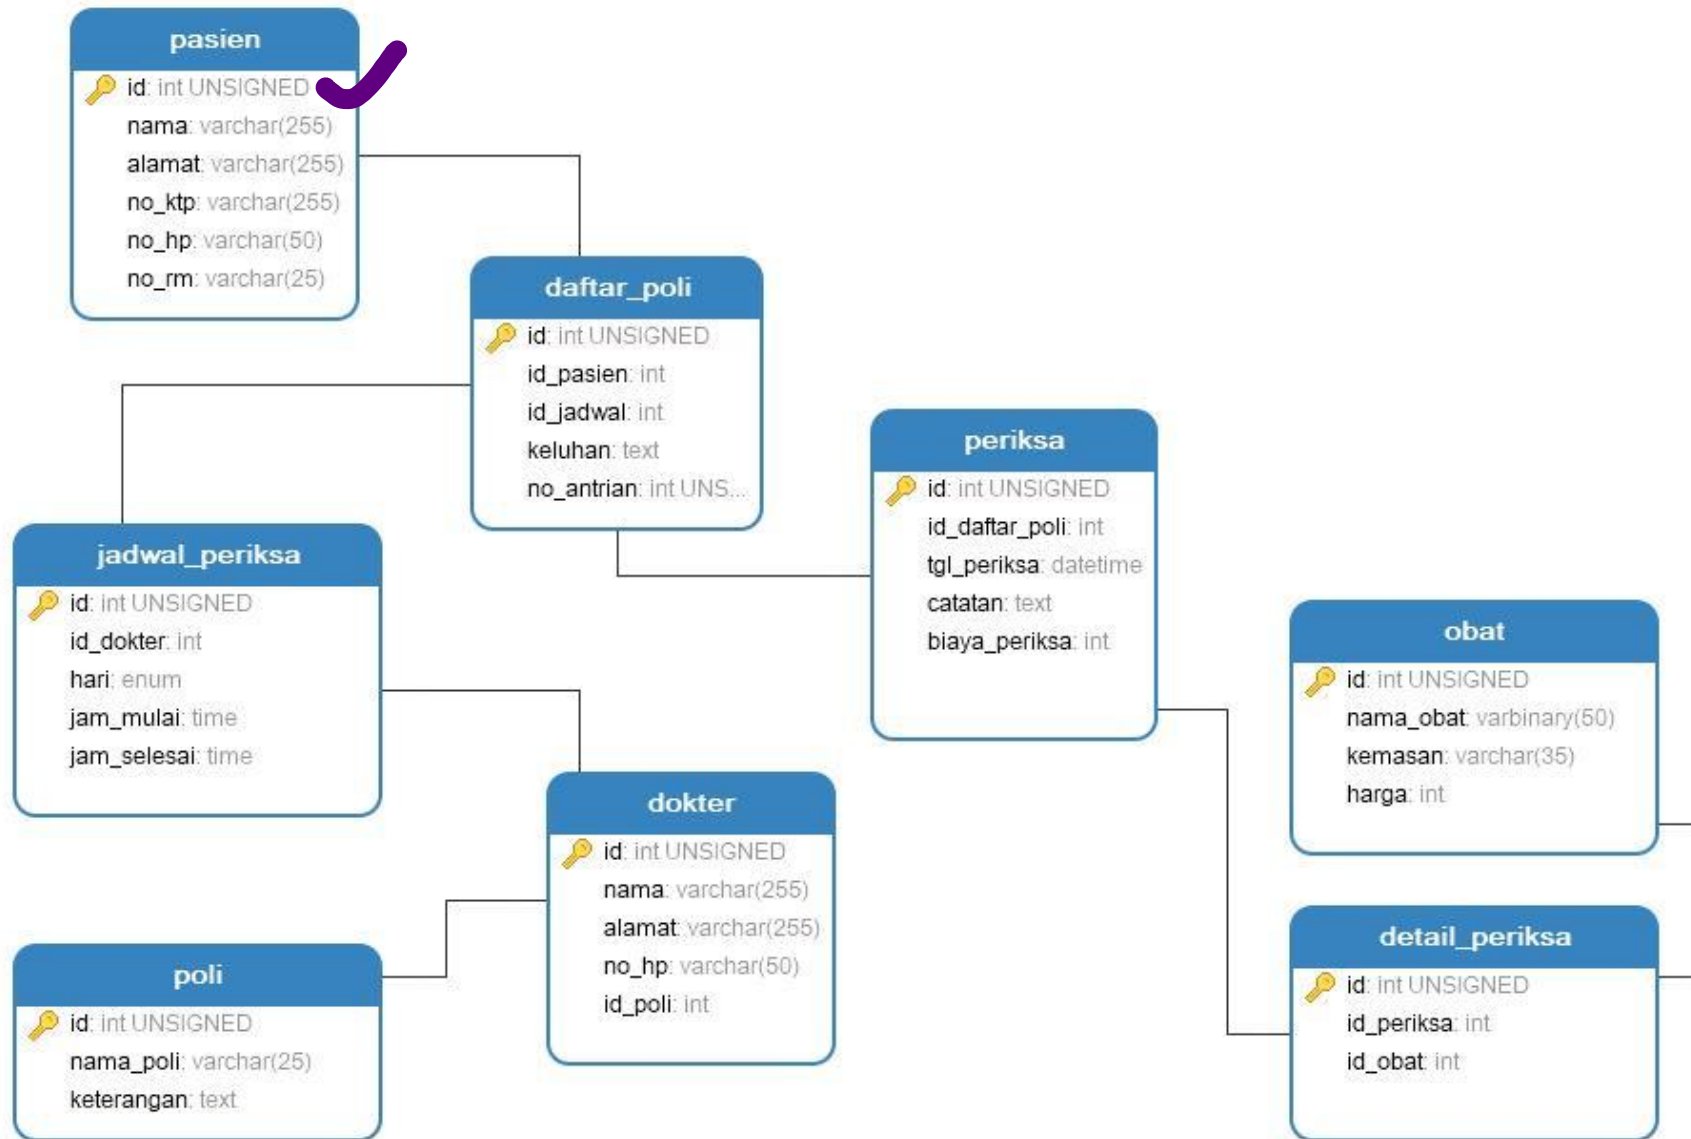 pasien
id: int UNSIGNED
nama: varchar(255)
alamat: varchar(255)
no_ktp: varchar(255)
no_hp: varchar(50)
no_rm: varchar(25)
daftar_poli
id: int UNSIGNED
id_pasien: int
id_jadwal: int
keluhan: text
no_antrian: int UNS...
periksa
id: int UNSIGNED
id_daftar_poli: int
tgl_periksa: datetime
catatan: text
biaya_periksa: int
jadwal_periksa
id: int UNSIGNED
id_dokter: int
hari: enum
jam_mulai: time
jam_selesai: time
obat
id: int UNSIGNED
nama_obat: varbinary(50)
kemasan: varchar(35)
harga: int
dokter
id: int UNSIGNED
nama: varchar(255)
alamat: varchar(255)
no_hp: varchar(50)
id_poli: int
poli
id: int UNSIGNED
nama_poli: varchar(25)
keterangan: text
detail_periksa
id: int UNSIGNED
id_periksa: int
id_obat: int